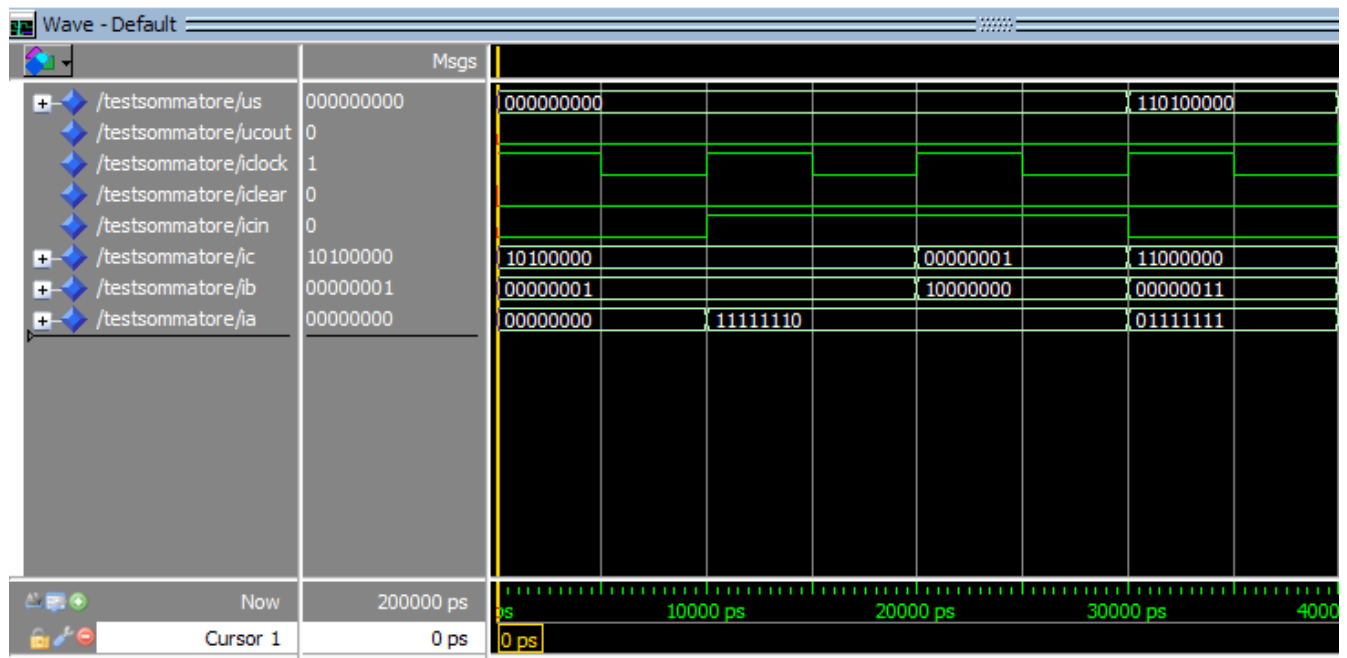 Wave - Default
Msgs
/testsommatore/us 000000000 000000000 110100000
/testsommatore/ucout 0
/testsommatore/iclock 1
/testsommatore/iclear 0
/testsommatore/icin 0
/testsommatore/ic 10100000 10100000 00000001 11000000
/testsommatore/ib 00000001 00000001 10000000 00000011
/testsommatore/ia 00000000 00000000 11111110 01111111
Now 200000 ps ps 10000 ps 20000 ps 30000 ps 4000
Cursor 1 0 ps 0 ps